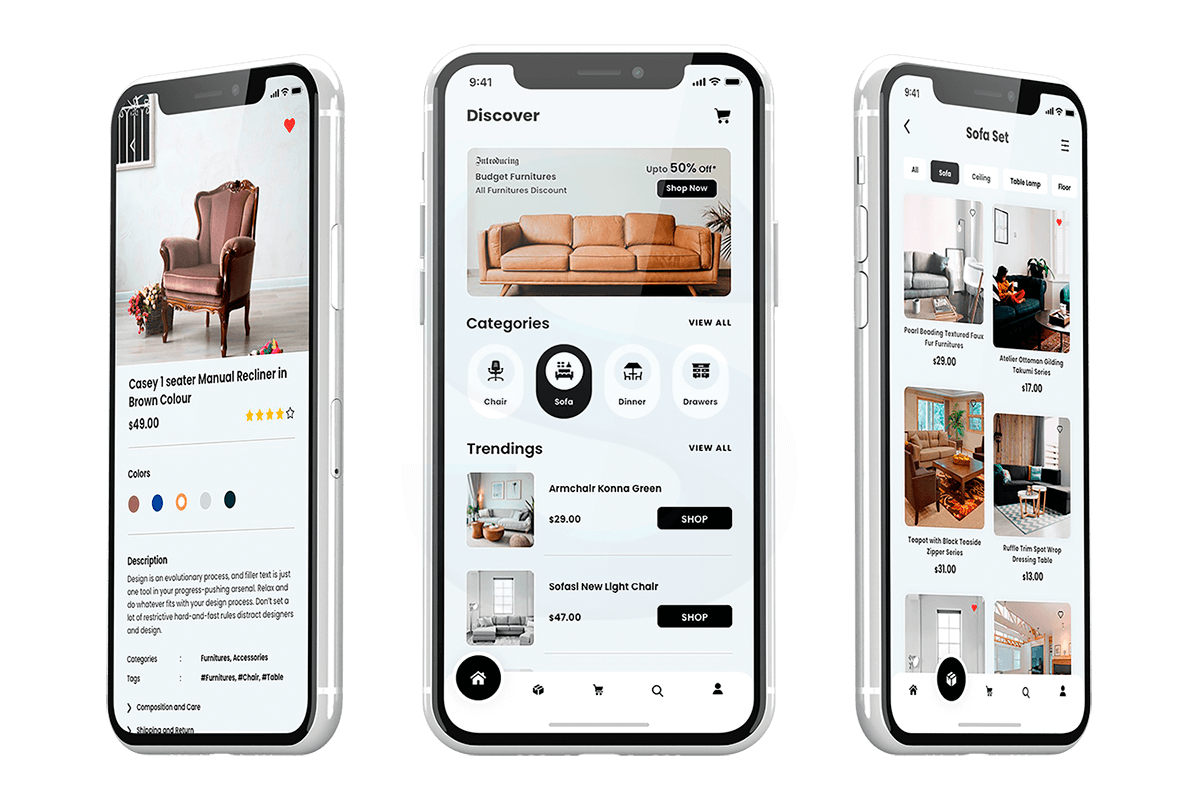 Casey 1 seater Manual Recliner in
Brown Colour
$49.00
Colors
Description
Design is an evolutionary process, and filler text is just
one tool in your progress-pushing arsenal. Relax and
do whatever fits with your design process. Don't set a
lot of restrictive hard-and-fast rules distract designers
and design.
Categories : Furnitures, Accessories
Tags : #Furnitures, #Chair, #Table
Composition and Care
Shipping and Return
9:41
Discover
Introducing
Budget Furnitures
All Furnitures Discount
Upto 50% Off*
Shop Now
Categories VIEW ALL
Chair Sofa Dinner Drawers
Trendings VIEW ALL
Armchair Konna Green
$29.00 SHOP
Sofasl New Light Chair
$47.00 SHOP
9:41
Sofa Set
All Sofa Ceiling Table Lamp Floor
Pearl Beading Textured Faux
Fur Furnitures
$29.00
Atelier Ottoman Gilding
Takumi Series
$17.00
Teapot with Black Teaside
Zipper Series
$31.00
Ruffle Trim Spot Wrap
Dressing Table
$13.00